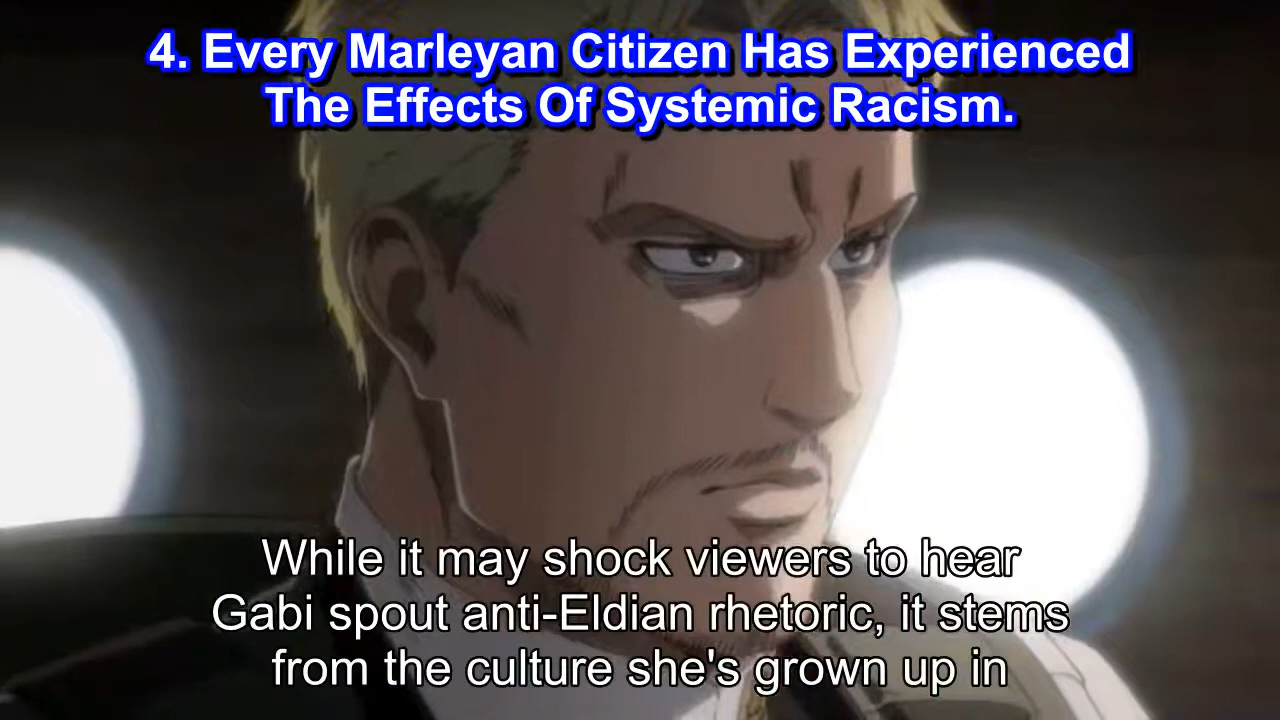 4. Every Marleyan Citizen Has Experienced
The Effects Of Systemic Racism.
While it may shock viewers to hear
Gabi spout anti-Eldian rhetoric, it stems
from the culture she's grown up in